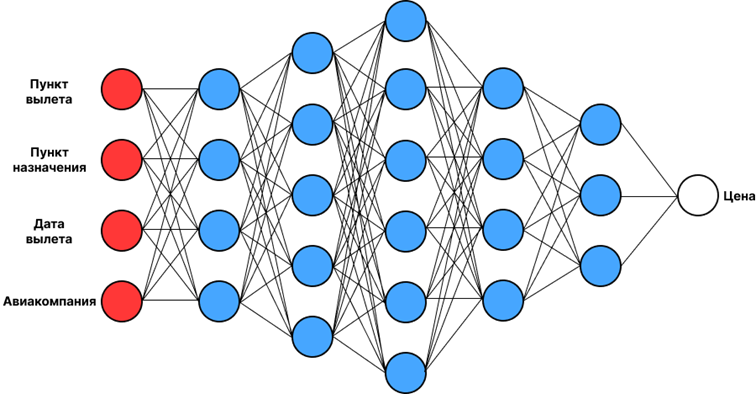 Пункт
вылета
Пункт
назначения
Дата
вылета
Авиакомпания
Цена